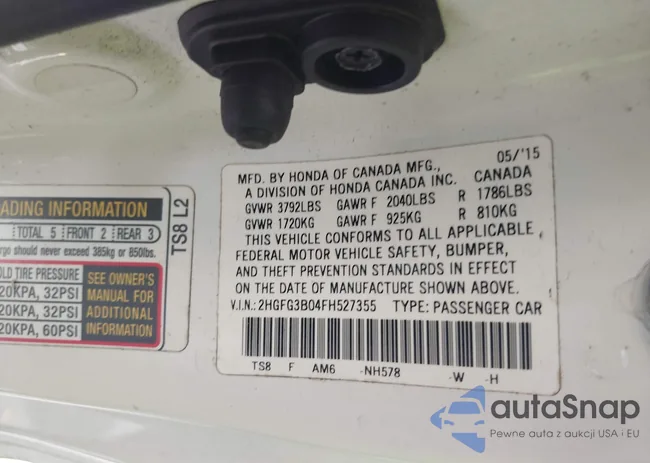 ADING INFORMATION
TOTAL 5 FRONT 2 REAR 3
rgo should never exceed 385kg or 850lbs.
OLD TIRE PRESSURE
20KPA, 32PSI
20KPA, 32PSI
20KPA, 60PSI
SEE OWNER'S
MANUAL FOR
ADDITIONAL
INFORMATION
TS8 L2
05/'15
MFD. BY HONDA OF CANADA MFG.,
A DIVISION OF HONDA CANADA INC. CANADA
GVWR 3792LBS GAWR F 2040LBS R 1786LBS
GVWR 1720KG GAWR F 925KG R 810KG
THIS VEHICLE CONFORMS TO ALL APPLICABLE
FEDERAL MOTOR VEHICLE SAFETY, BUMPER,
AND THEFT PREVENTION STANDARDS IN EFFECT
ON THE DATE OF MANUFACTURE SHOWN ABOVE.
V.I.N.: 2HGFG3B04FH527355 TYPE: PASSENGER CAR
TS8 F AM6 -NH578 -W -H
autaSnap
Pewne auta z aukcji USA i EU